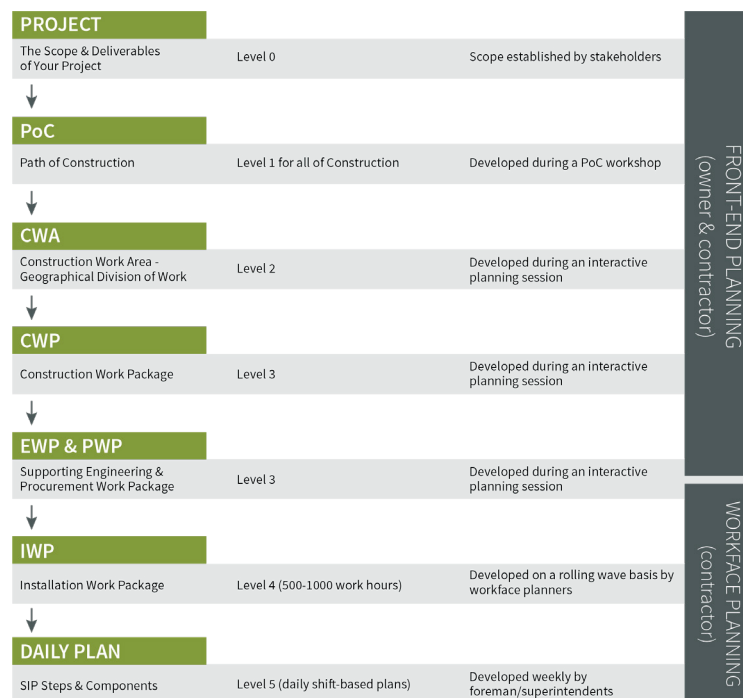 PROJECT
The Scope & Deliverables
of Your Project
Level 0
Scope established by stakeholders
PoC
Path of Construction
Level 1 for all of Construction
Developed during a PoC workshop
CWA
Construction Work Area -
Geographical Division of Work
Level 2
Developed during an interactive
planning session
CWP
Construction Work Package
Level 3
Developed during an interactive
planning session
EWP & PWP
Supporting Engineering &
Procurement Work Package
Level 3
Developed during an interactive
planning session
IWP
Installation Work Package
Level 4 (500-1000 work hours)
Developed on a rolling wave basis by
workface planners
DAILY PLAN
SIP Steps & Components
Level 5 (daily shift-based plans)
Developed weekly by
foreman/superintendents
FRONT-END PLANNING
(owner & contractor)
WORKFACE PLANNING
(contractor)